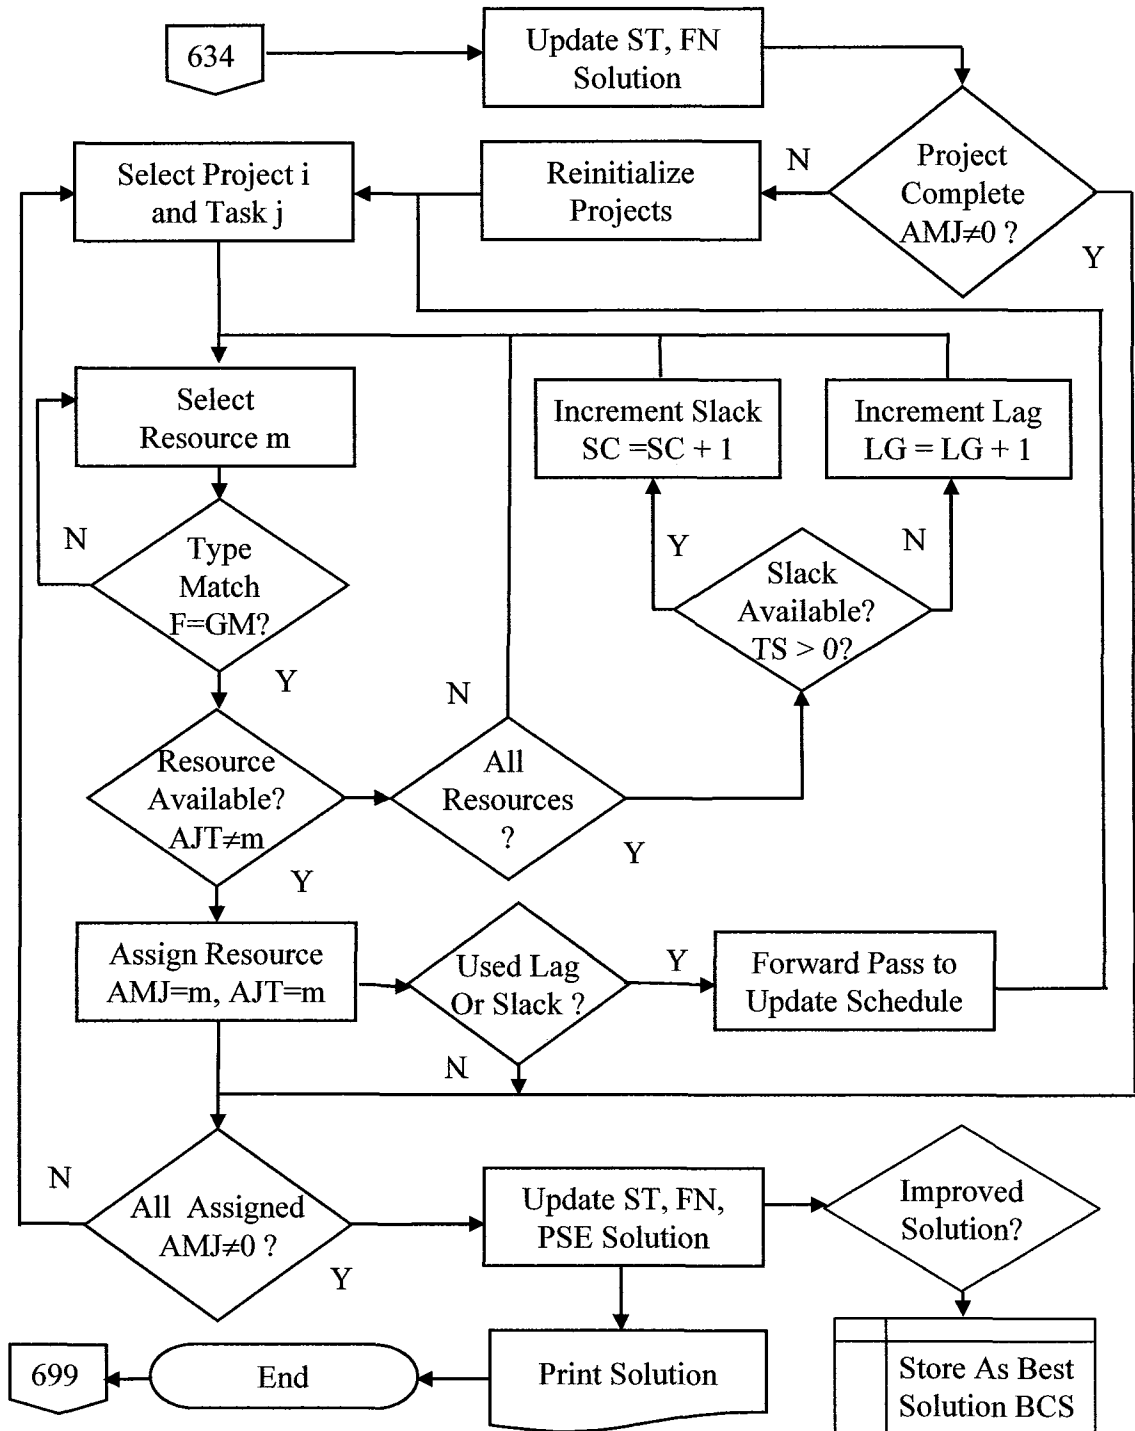 634
Update ST, FN
Solution
Project
Complete
AMJ≠0 ?
N
Y
Reinitialize
Projects
Select Project i
and Task j
Select
Resource m
Increment Slack
SC =SC + 1
Increment Lag
LG = LG + 1
N
Type
Match
F=GM?
Y
Y
N
Slack
Available?
TS > 0?
N
Resource
Available?
AJT≠m
Y
All
Resources
?
Y
Assign Resource
AMJ=m, AJT=m
Used Lag
Or Slack ?
Y
N
Forward Pass to
Update Schedule
N
All Assigned
AMJ≠0 ?
Y
Update ST, FN,
PSE Solution
Improved
Solution?
699
End
Print Solution
Store As Best
Solution BCS